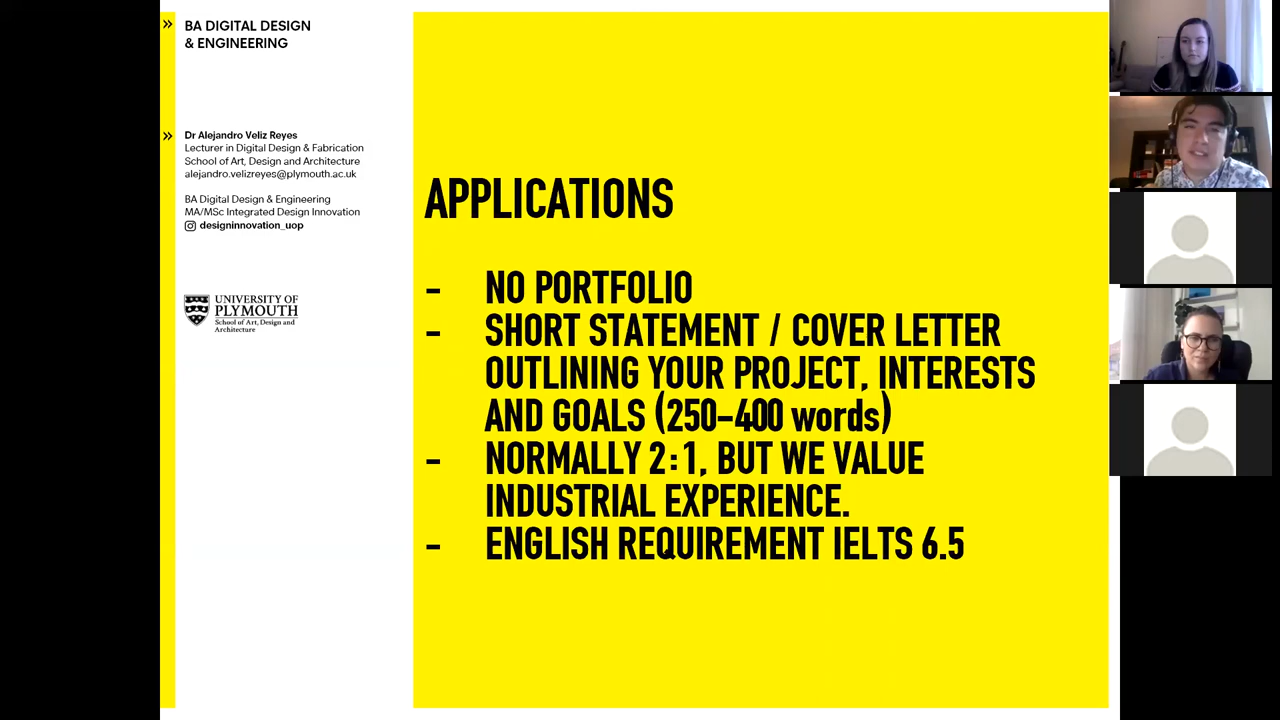 BA DIGITAL DESIGN
& ENGINEERING
Dr Alejandro Veliz Reyes
Lecturer in Digital Design & Fabrication
School of Art, Design and Architecture
alejandro.velizreyes@plymouth.ac.uk
BA Digital Design & Engineering
MA/MSc Integrated Design Innovation
designinnovation_uop
UNIVERSITY OF
PLYMOUTH
School of Art, Design and
Architecture
APPLICATIONS
- NO PORTFOLIO
- SHORT STATEMENT / COVER LETTER
OUTLINING YOUR PROJECT, INTERESTS
AND GOALS (250-400 words)
- NORMALLY 2:1, BUT WE VALUE
INDUSTRIAL EXPERIENCE.
- ENGLISH REQUIREMENT IELTS 6.5